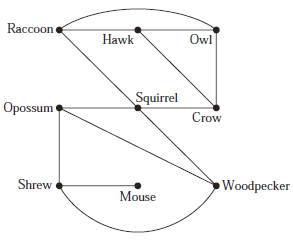 Raccoon
Hawk
Owl
Squirrel
Opossum
Crow
Shrew
Woodpecker
Mouse